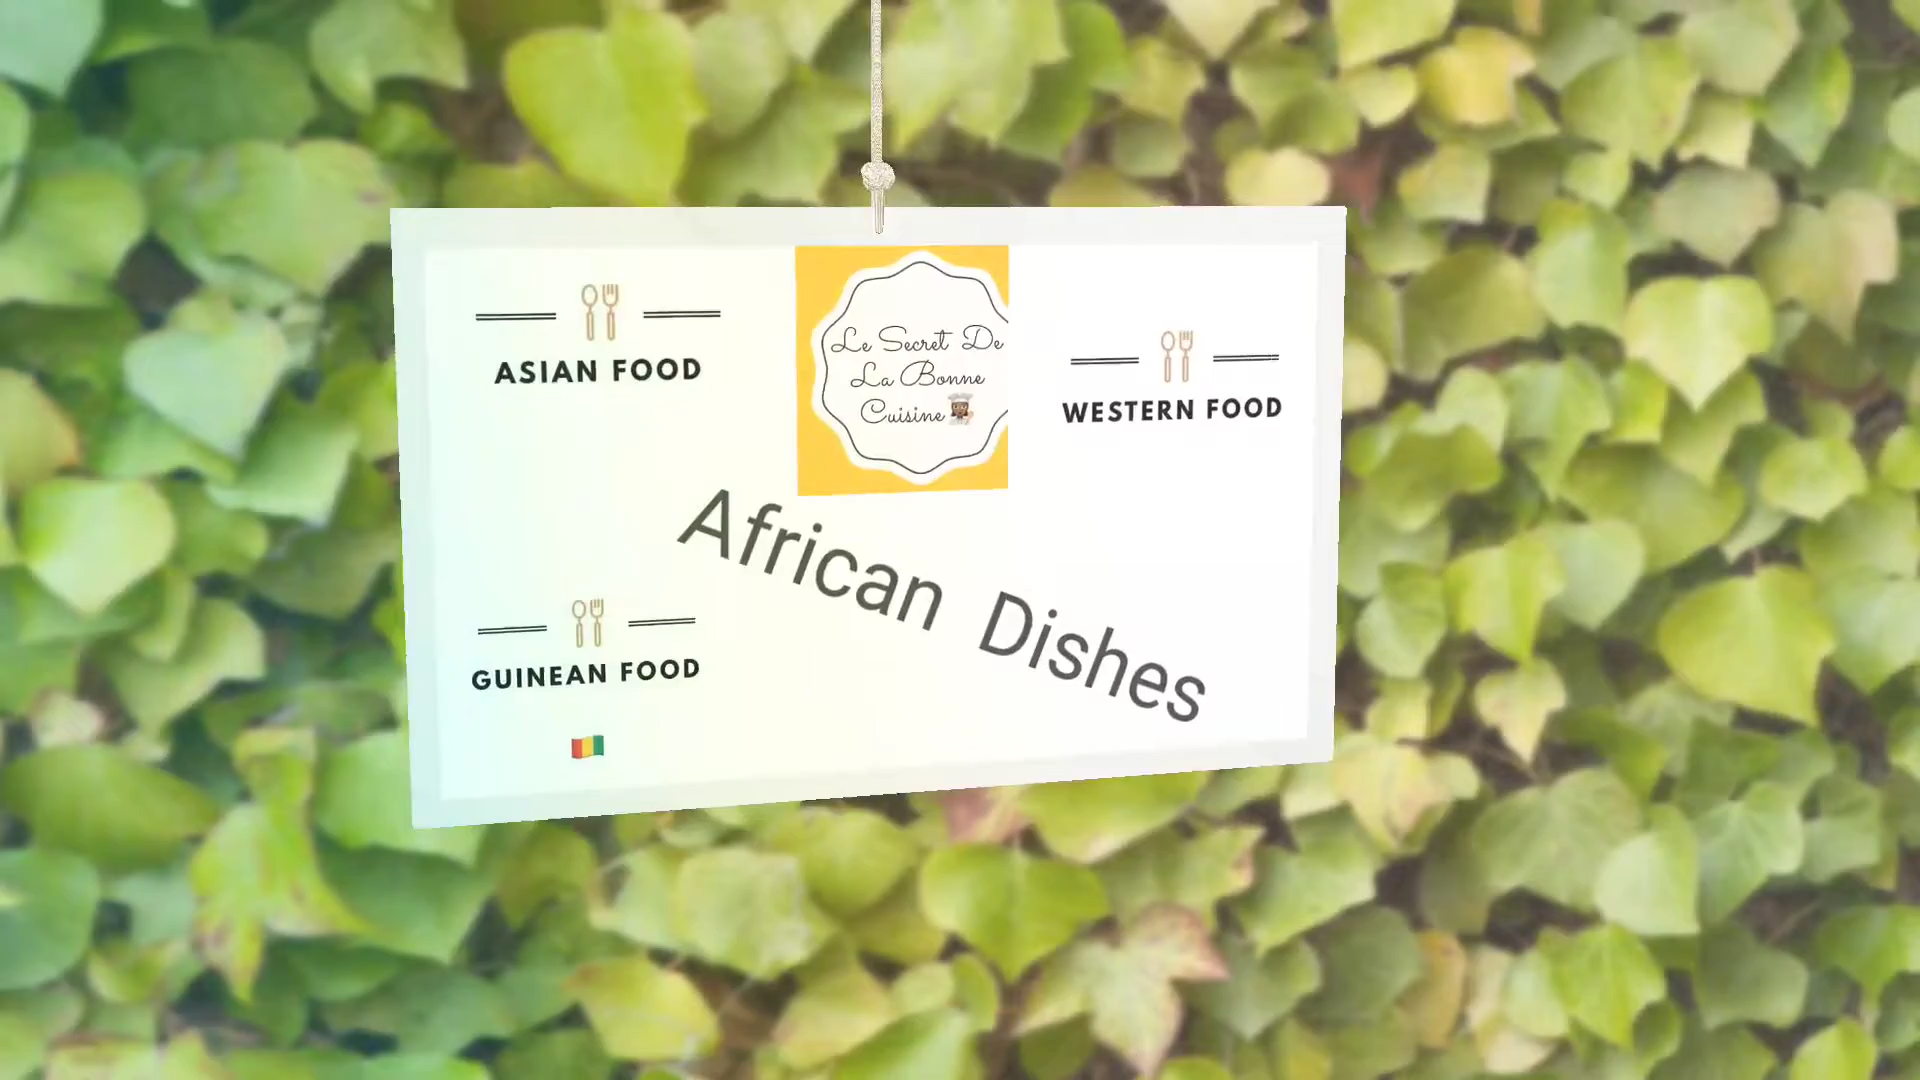 ASIAN FOOD
Le Secret De
La Bonne
Cuisine
WESTERN FOOD
African Dishes
GUINEAN FOOD